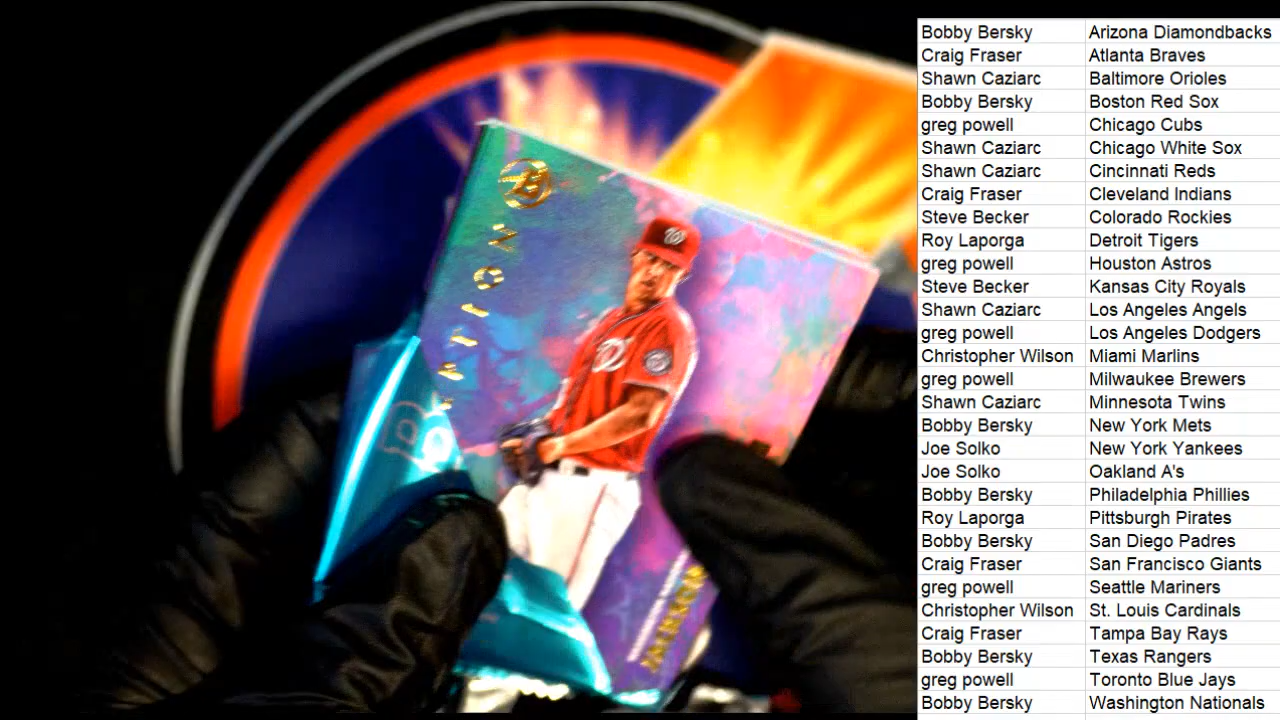 Bobby Bersky Arizona Diamondbacks
Craig Fraser Atlanta Braves
Shawn Caziarc Baltimore Orioles
Bobby Bersky Boston Red Sox
greg powell Chicago Cubs
Shawn Caziarc Chicago White Sox
Shawn Caziarc Cincinnati Reds
Craig Fraser Cleveland Indians
Steve Becker Colorado Rockies
Roy Laporga Detroit Tigers
greg powell Houston Astros
Steve Becker Kansas City Royals
Shawn Caziarc Los Angeles Angels
greg powell Los Angeles Dodgers
Christopher Wilson Miami Marlins
greg powell Milwaukee Brewers
Shawn Caziarc Minnesota Twins
Bobby Bersky New York Mets
Joe Solko New York Yankees
Joe Solko Oakland A's
Bobby Bersky Philadelphia Phillies
Roy Laporga Pittsburgh Pirates
Bobby Bersky San Diego Padres
Craig Fraser San Francisco Giants
greg powell Seattle Mariners
Christopher Wilson St. Louis Cardinals
Craig Fraser Tampa Bay Rays
Bobby Bersky Texas Rangers
greg powell Toronto Blue Jays
Bobby Bersky Washington Nationals